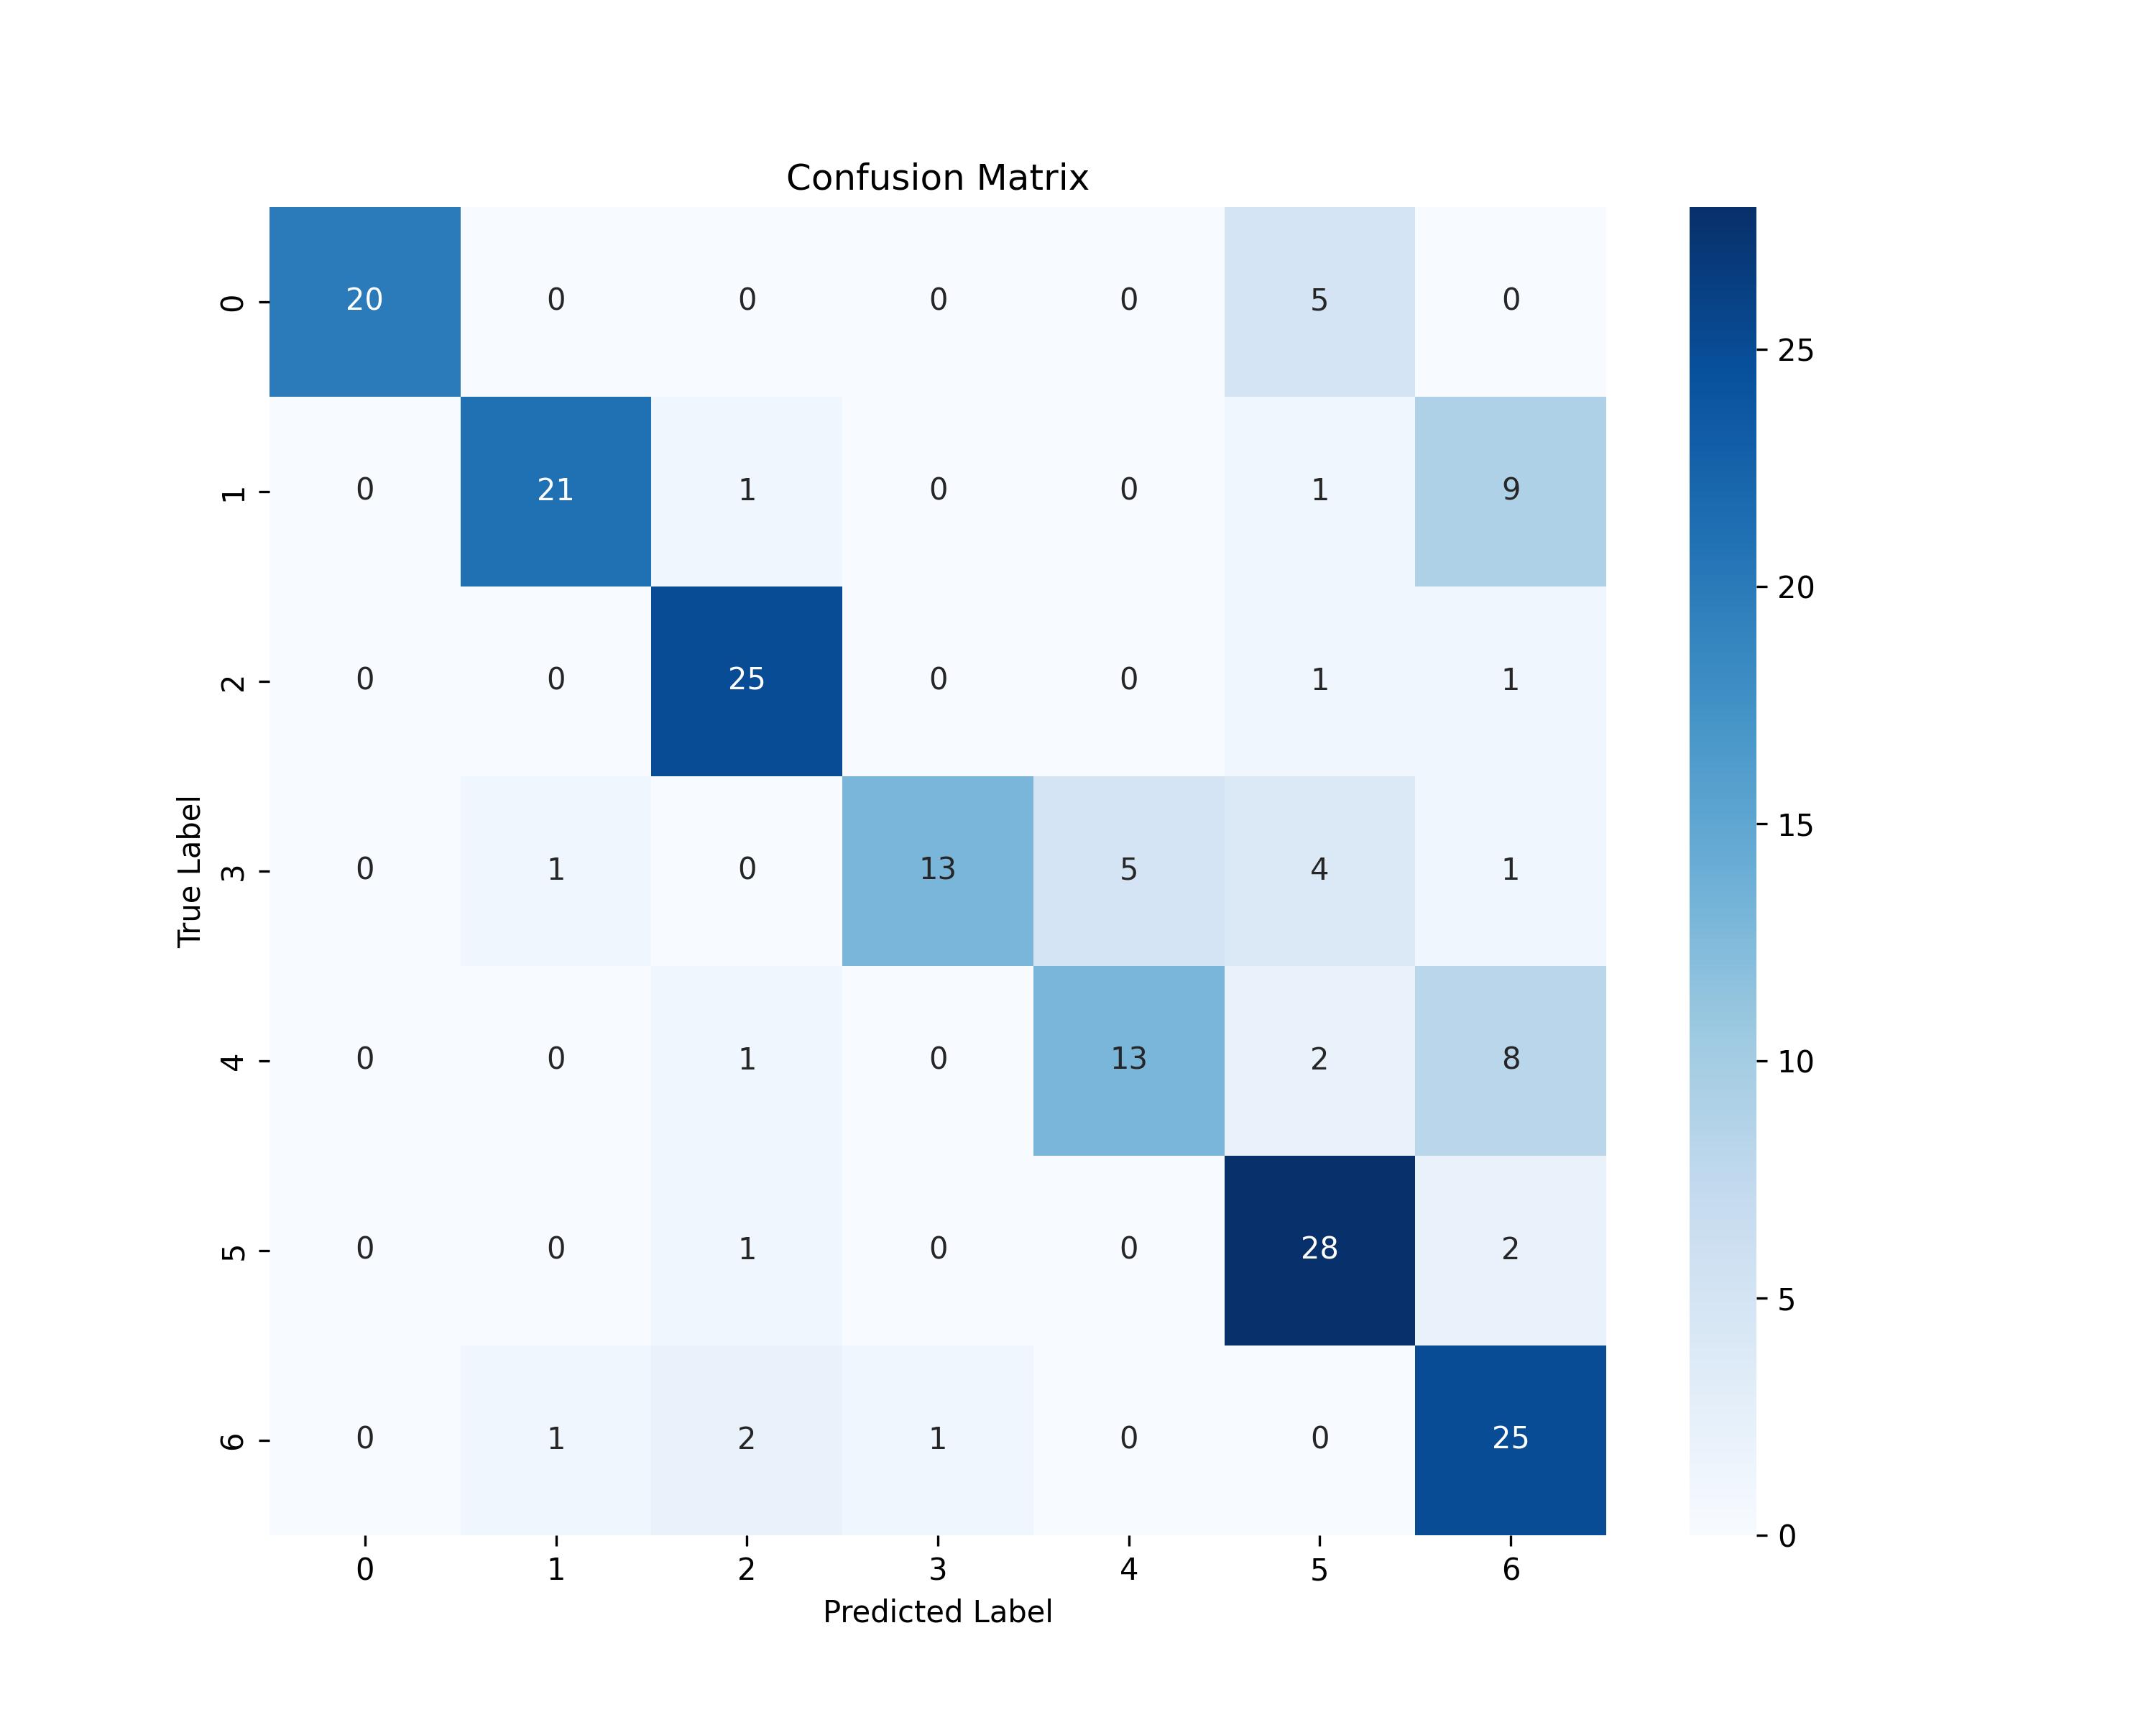 Confusion Matrix
0 20 0 0 0 0 5 0
1 0 21 1 0 0 1 9
2 0 0 25 0 0 1 1
3 0 1 0 13 5 4 1
4 0 0 1 0 13 2 8
5 0 0 1 0 0 28 2
6 0 1 2 1 0 0 25
0 1 2 3 4 5 6
Predicted Label
True Label
25
20
15
10
5
0